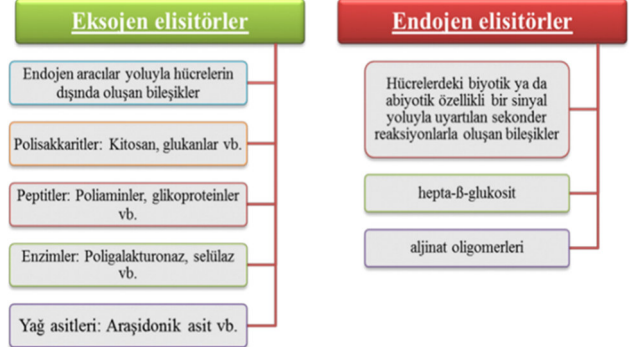 Eksojen elisitörler
Endojen aracılar yoluyla hücrelerin
dışında oluşan bileşikler
Polisakkaritler: Kitosan, glukanlar vb.
Peptitler: Poliaminler, glikoproteinler
vb.
Enzimler: Poligalakturonaz, selülaz
vb.
Yağ asitleri: Araşidonik asit vb.
Endojen elisitörler
Hücrelerdeki biyotik ya da
abiyotik özellikli bir sinyal
yoluyla uyartılan sekonder
reaksiyonlarla oluşan bileşikler
hepta-ß-glukosit
aljinat oligomerleri